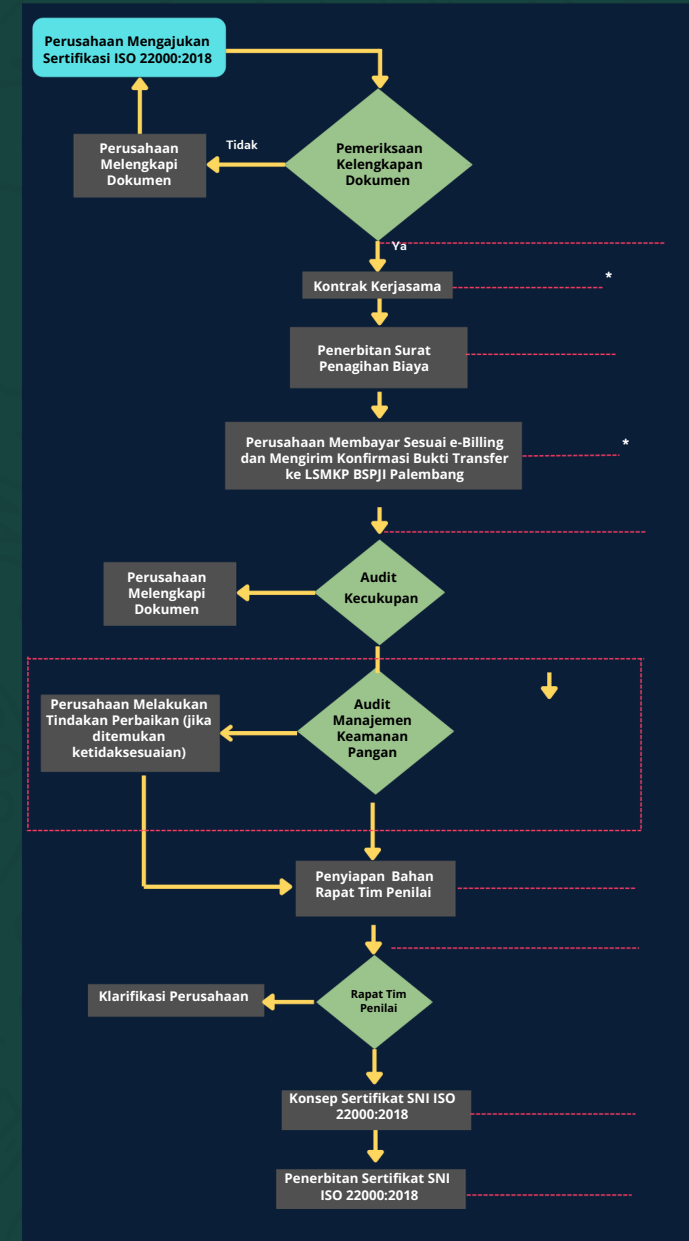 Perusahaan Mengajukan
Sertifikasi ISO 22000:2018
Pemeriksaan
Kelengkapan
Dokumen
Tidak
Perusahaan
Melengkapi
Dokumen
Ya
Kontrak Kerjasama
*
Penerbitan Surat
Penagihan Biaya
Perusahaan Membayar Sesuai e-Billing
dan Mengirim Konfirmasi Bukti Transfer
ke LSMKP BSPJI Palembang
*
Audit
Kecukupan
Perusahaan
Melengkapi
Dokumen
Audit
Manajemen
Keamanan
Pangan
Perusahaan Melakukan
Tindakan Perbaikan (jika
ditemukan
ketidaksesuaian)
Penyiapan Bahan
Rapat Tim Penilai
Rapat Tim
Penilai
Klarifikasi Perusahaan
Konsep Sertifikat SNI ISO
22000:2018
Penerbitan Sertifikat SNI
ISO 22000:2018